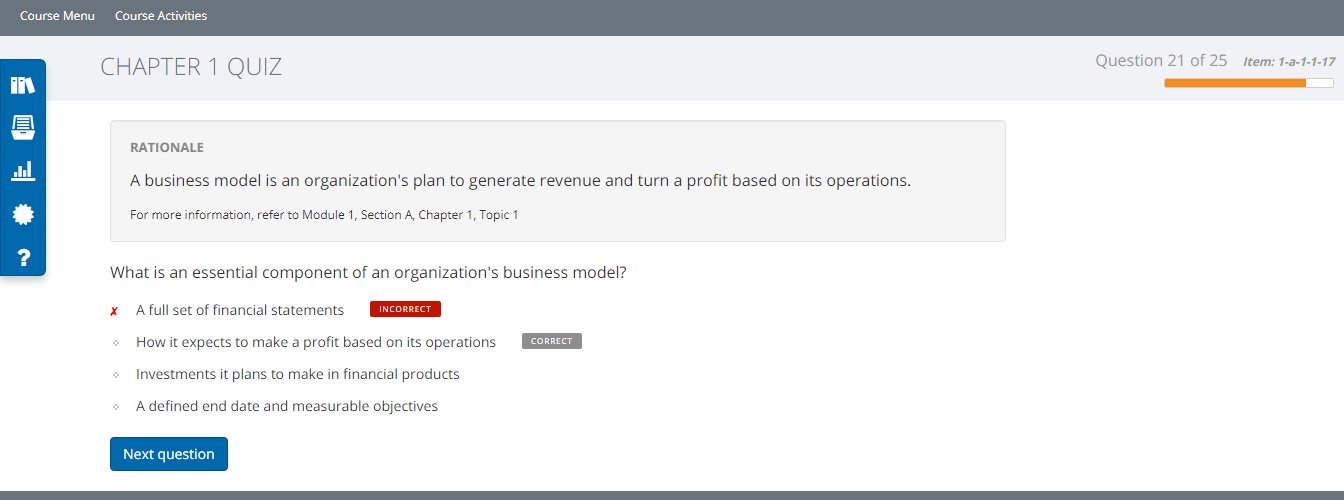 Course Menu Course Activities
CHAPTER 1 QUIZ
Question 21 of 25 Item: 1-a-1-1-17
RATIONALE
A business model is an organization's plan to generate revenue and turn a profit based on its operations.
For more information, refer to Module 1, Section A, Chapter 1, Topic 1
?
What is an essential component of an organization's business model?
✗ A full set of financial statements INCORRECT
How it expects to make a profit based on its operations CORRECT
Investments it plans to make in financial products
A defined end date and measurable objectives
Next question